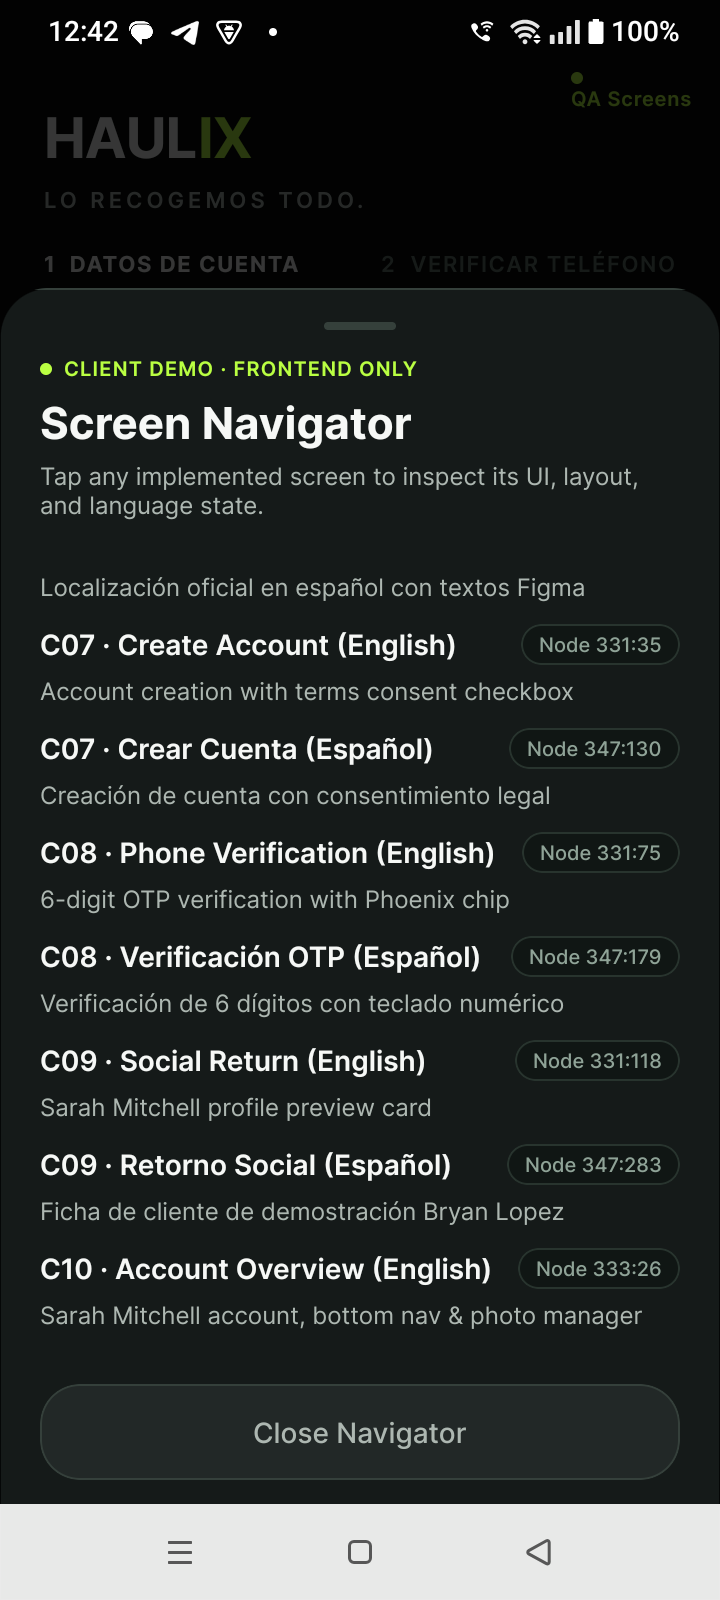 12:42
100%
QA Screens
HAULIX
LO RECOGEMOS TODO.
1 DATOS DE CUENTA
2 VERIFICAR TELÉFONO
CLIENT DEMO · FRONTEND ONLY
Screen Navigator
Tap any implemented screen to inspect its UI, layout,
and language state.
Localización oficial en español con textos Figma
C07 · Create Account (English)
Node 331:35
Account creation with terms consent checkbox
C07 · Crear Cuenta (Español)
Node 347:130
Creación de cuenta con consentimiento legal
C08 · Phone Verification (English)
Node 331:75
6-digit OTP verification with Phoenix chip
C08 · Verificación OTP (Español)
Node 347:179
Verificación de 6 dígitos con teclado numérico
C09 · Social Return (English)
Node 331:118
Sarah Mitchell profile preview card
C09 · Retorno Social (Español)
Node 347:283
Ficha de cliente de demostración Bryan Lopez
C10 · Account Overview (English)
Node 333:26
Sarah Mitchell account, bottom nav & photo manager
Close Navigator